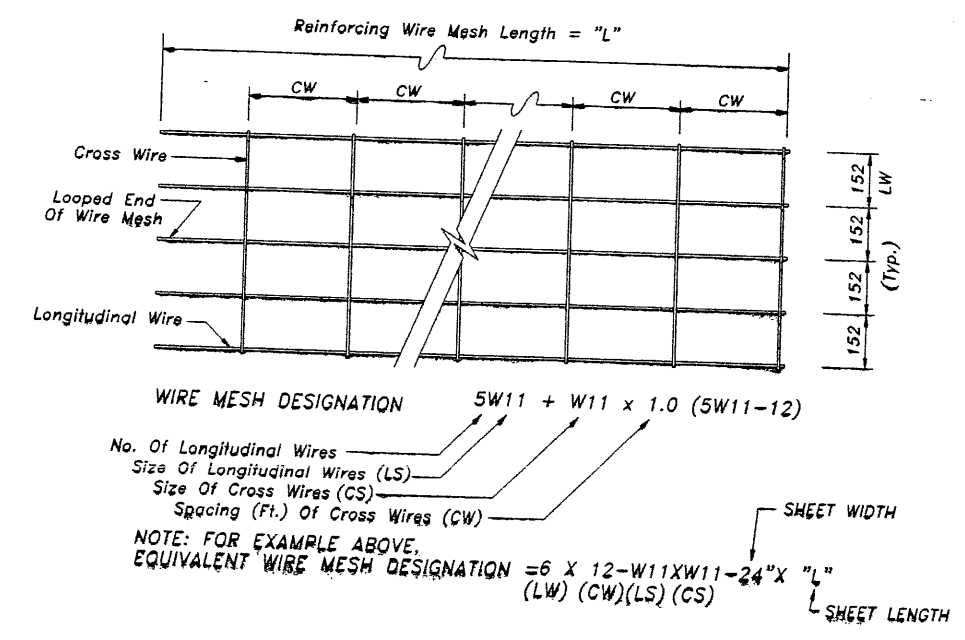 Reinforcing Wire Mesh Length = "L"
CW CW CW CW
Cross Wire
Looped End
Of Wire Mesh
Longitudinal Wire
152
LW
152
(Typ.)
152
152
WIRE MESH DESIGNATION 5W11 + W11 x 1.0 (5W11-12)
No. Of Longitudinal Wires
Size Of Longitudinal Wires (LS)
Size Of Cross Wires (CS)
Spacing (Ft.) Of Cross Wires (CW)
SHEET WIDTH
NOTE: FOR EXAMPLE ABOVE,
EQUIVALENT WIRE MESH DESIGNATION =6 X 12-W11XW11-24"X "L"
(LW) (CW)(LS) (CS)
SHEET LENGTH